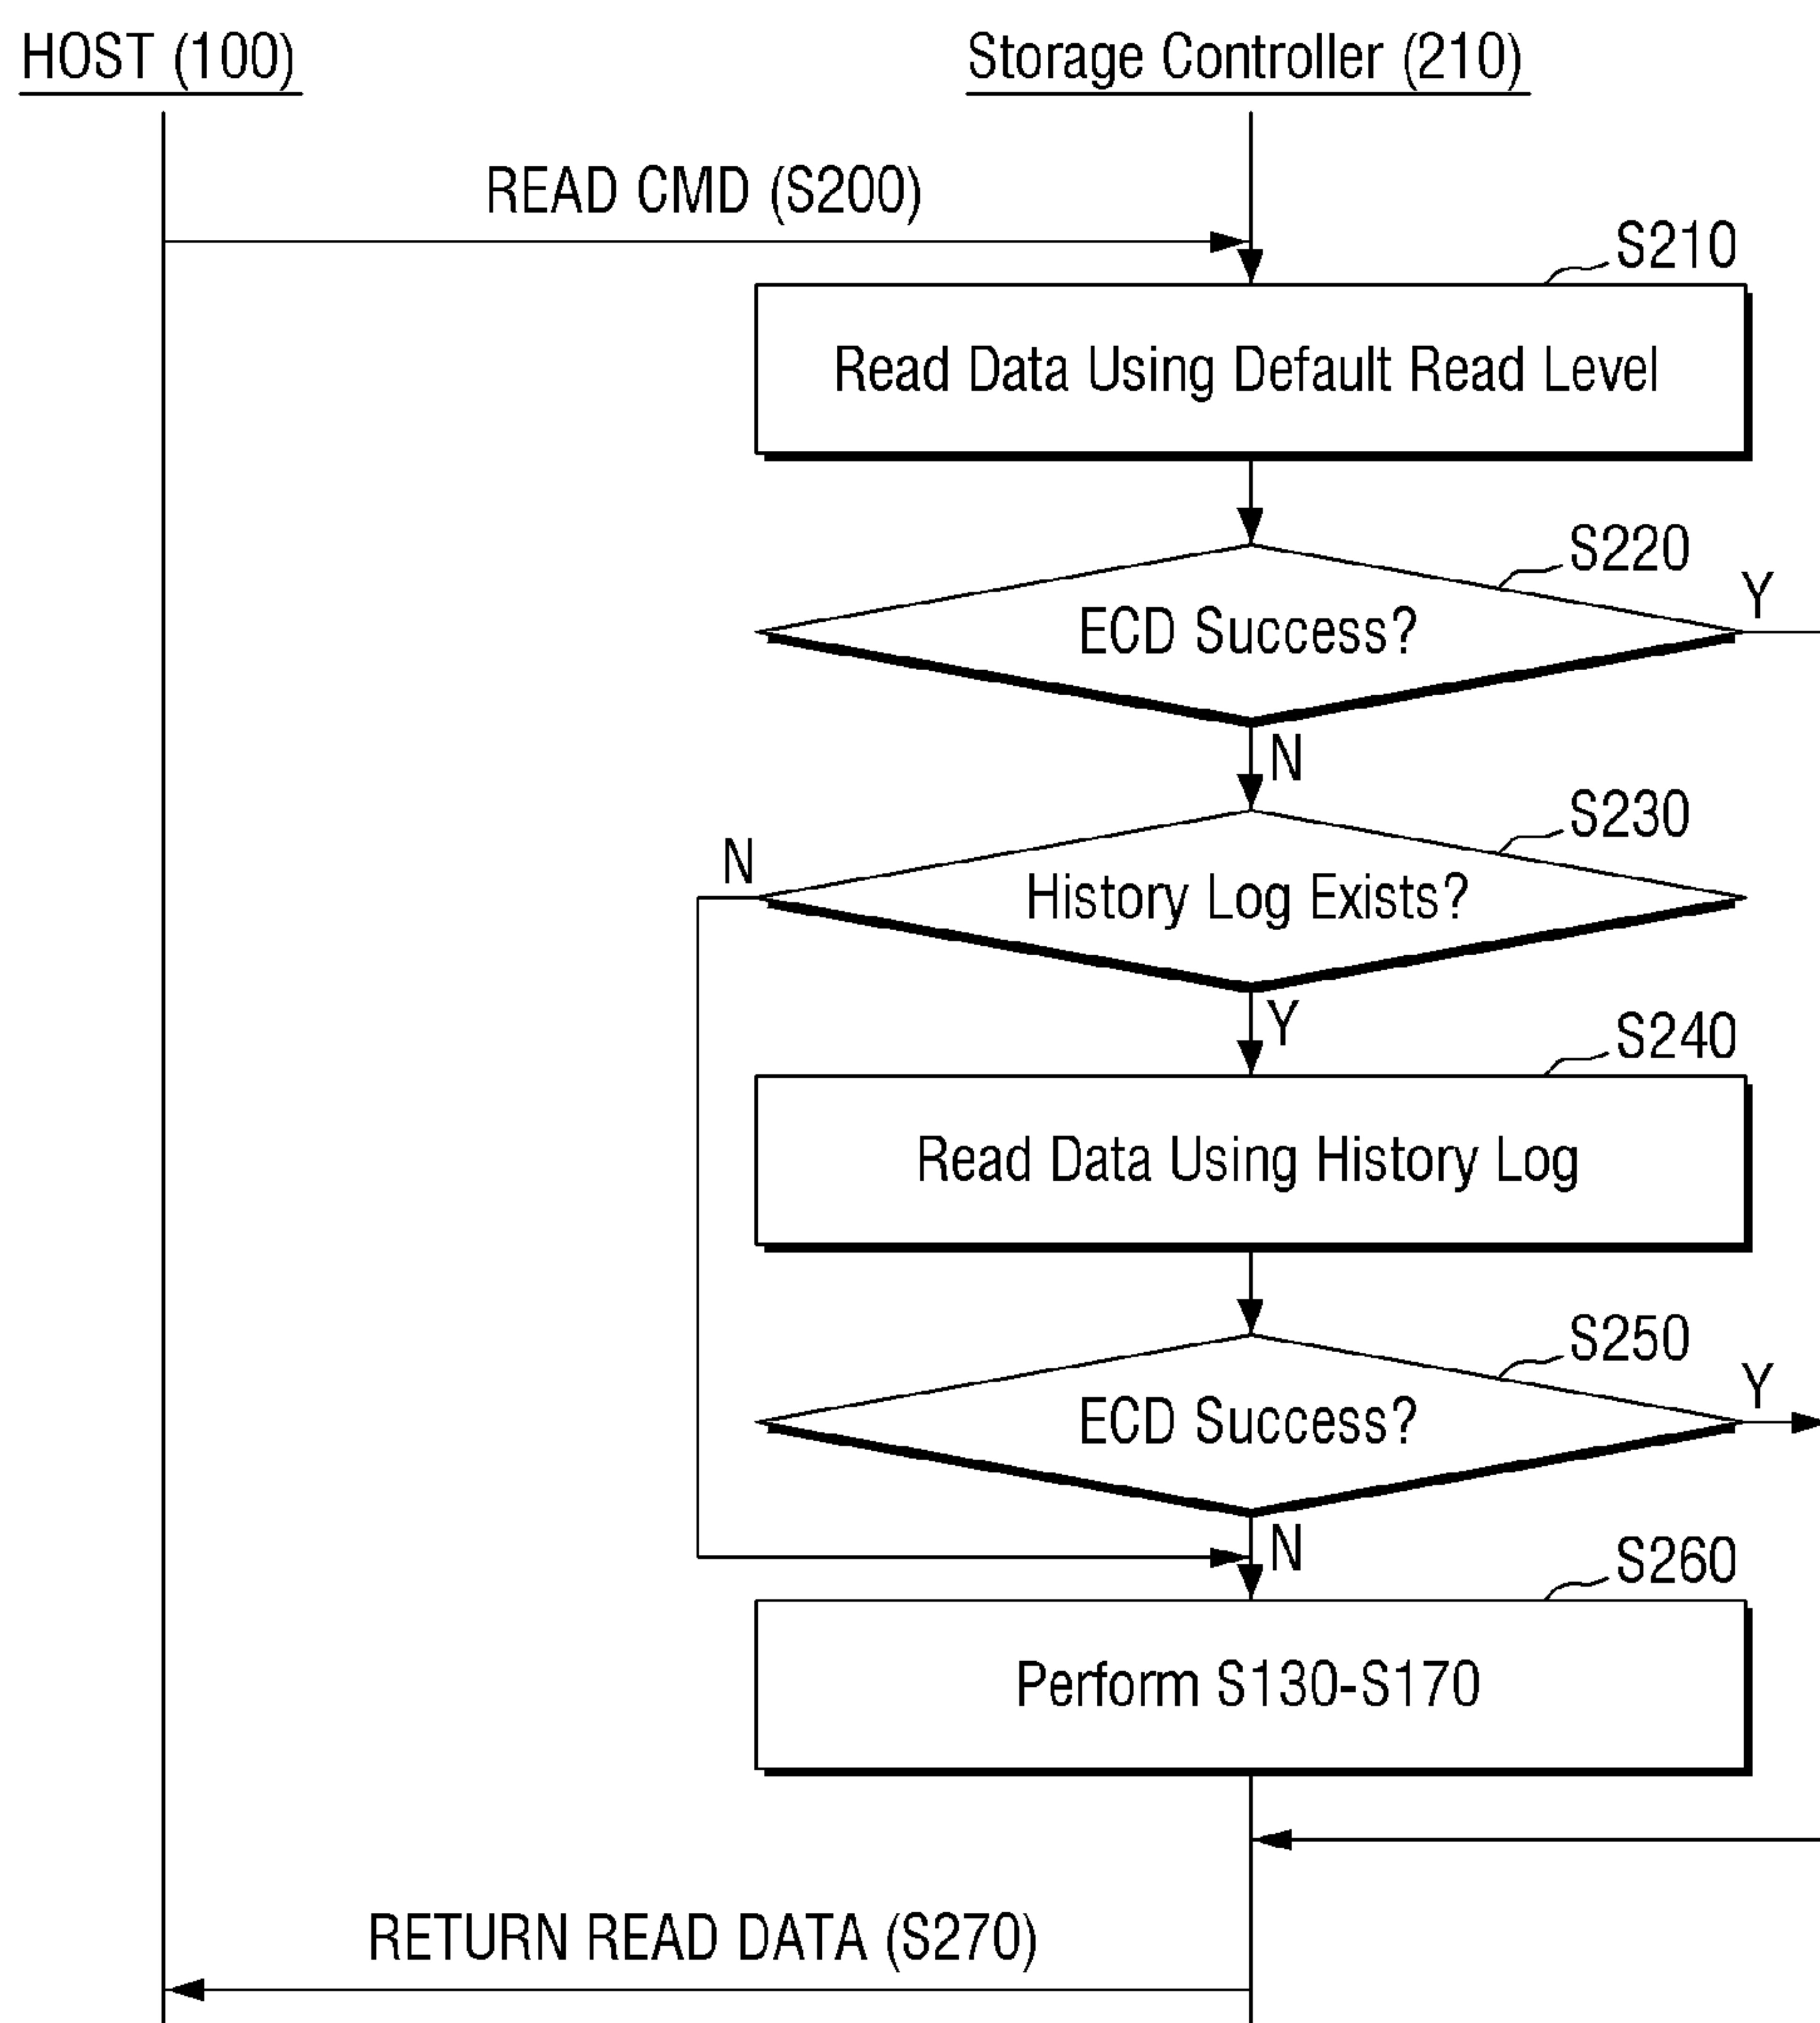 HOST (100)
Storage Controller (210)
READ CMD (S200)
S210
Read Data Using Default Read Level
S220
ECD Success?
Y
N
S230
History Log Exists?
N
Y
S240
Read Data Using History Log
S250
ECD Success?
Y
N
S260
Perform S130-S170
RETURN READ DATA (S270)